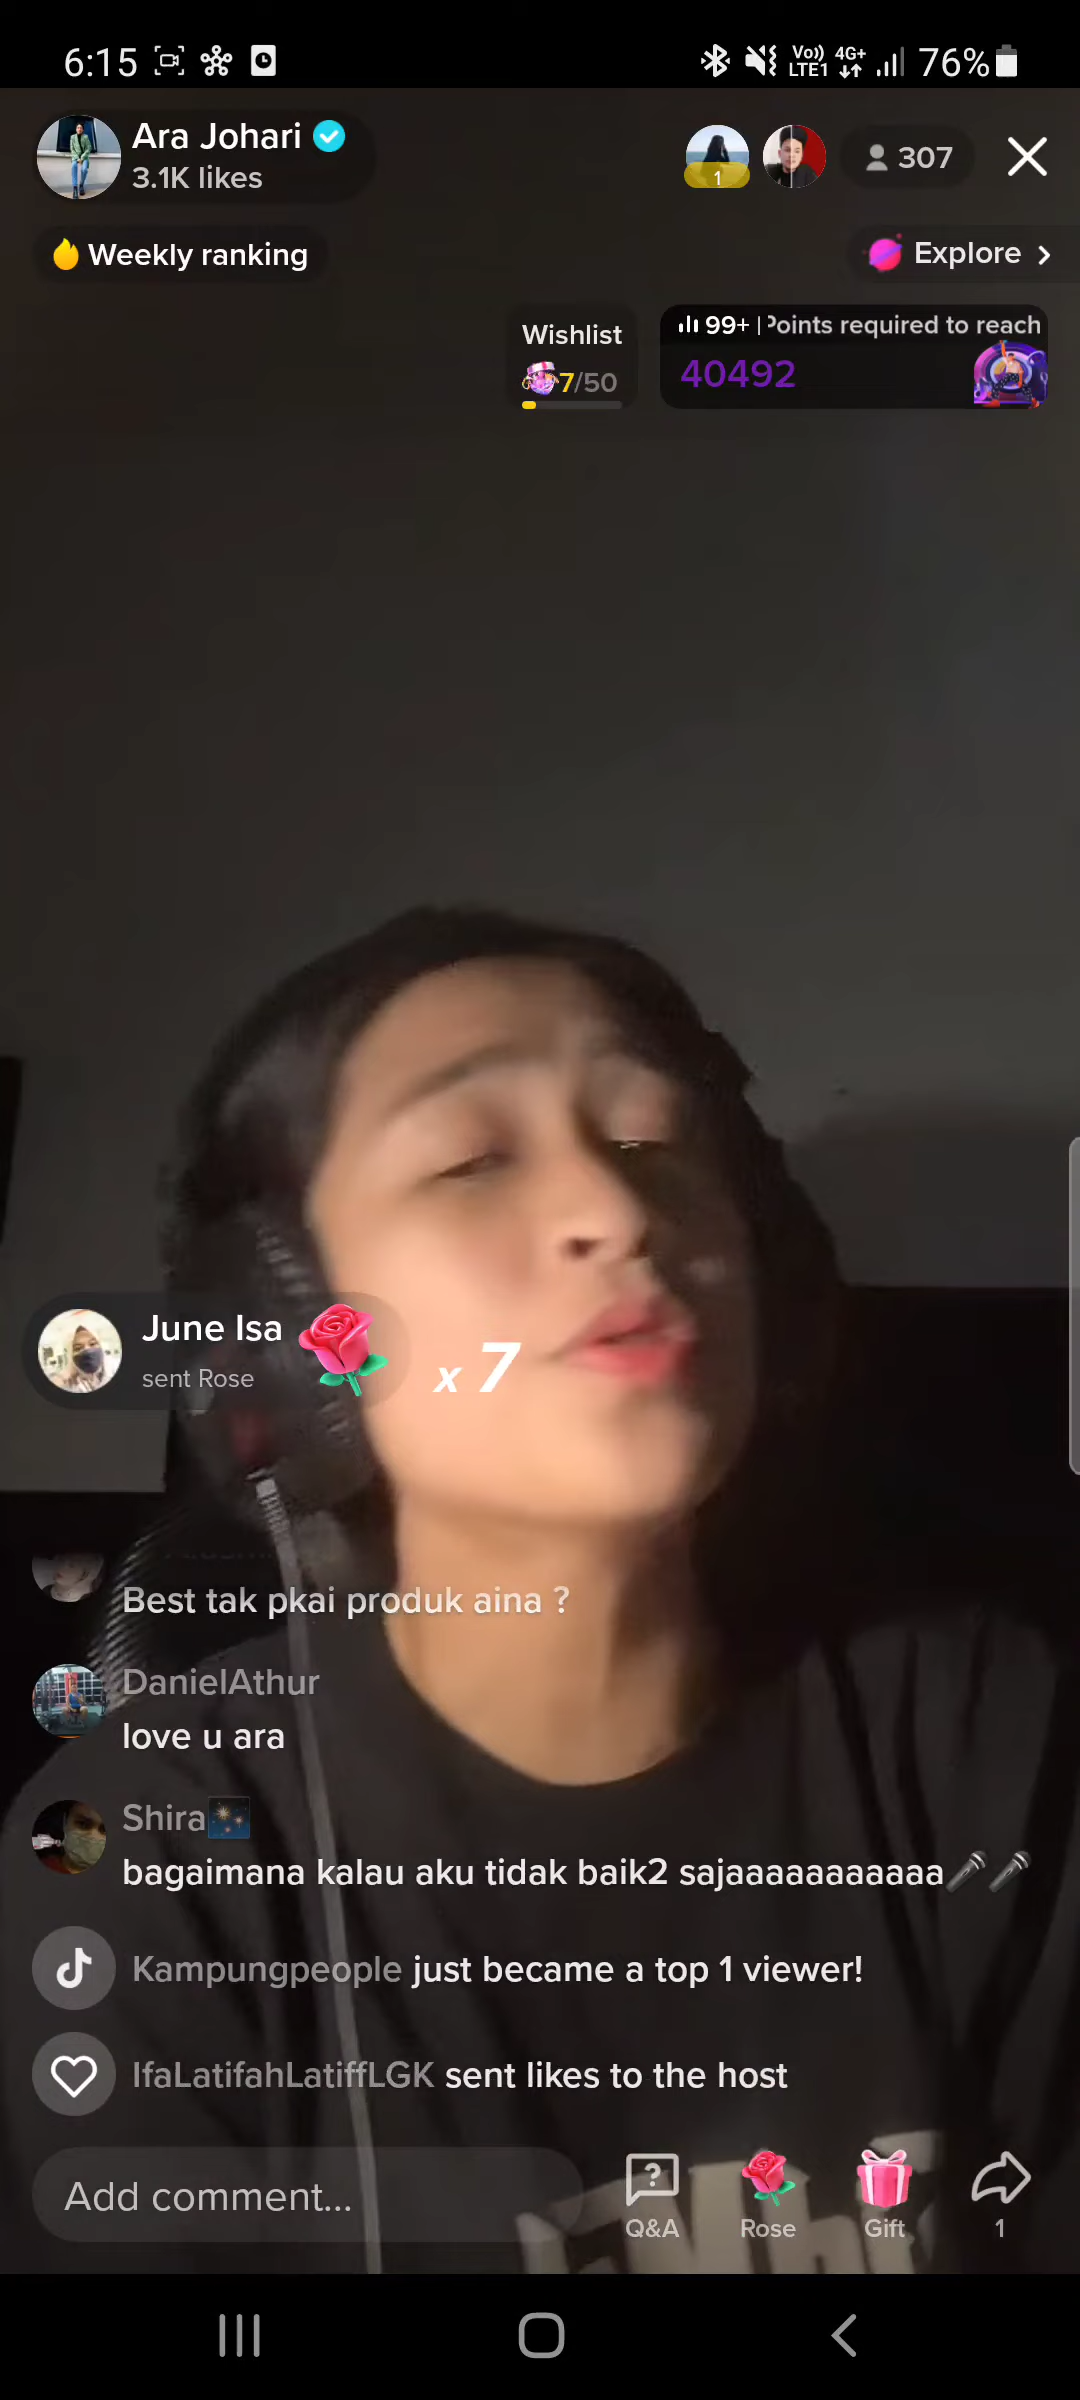 6:15
Vo)) LTE1 4G+ 76%
Ara Johari
3.1K likes
1
307
Weekly ranking
Explore
Wishlist
7/50
99+ | Points required to reach
40492
June Isa
sent Rose
x 7
Best tak pkai produk aina ?
DanielAthur
love u ara
Shira🎇
bagaimana kalau aku tidak baik2 sajaaaaaaaaaaa🎤🎤
Kampungpeople just became a top 1 viewer!
IfaLatifahLatiffLGK sent likes to the host
Add comment...
Q&A
Rose
Gift
1